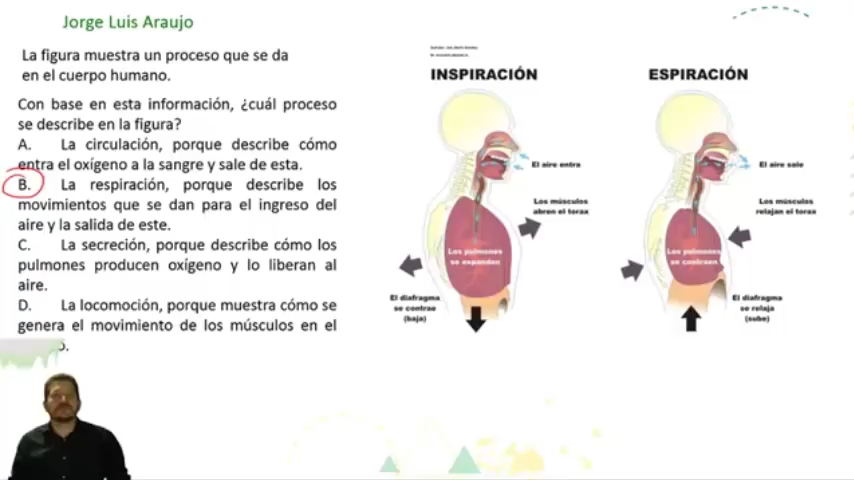 Jorge Luis Araujo
La figura muestra un proceso que se da
en el cuerpo humano.
Con base en esta información, ¿cuál proceso
se describe en la figura?
A. La circulación, porque describe cómo
entra el oxígeno a la sangre y sale de esta.
B. La respiración, porque describe los
movimientos que se dan para el ingreso del
aire y la salida de este.
C. La secreción, porque describe cómo los
pulmones producen oxígeno y lo liberan al
aire.
D. La locomoción, porque muestra cómo se
genera el movimiento de los músculos en el
INSPIRACIÓN
El aire entra
Los músculos
abren el torax
Los pulmones
se expanden
El diafragma
se contrae
(baja)
ESPIRACIÓN
El aire sale
Los músculos
relajan el torax
Los pulmones
se contraen
El diafragma
se relaja
(sube)